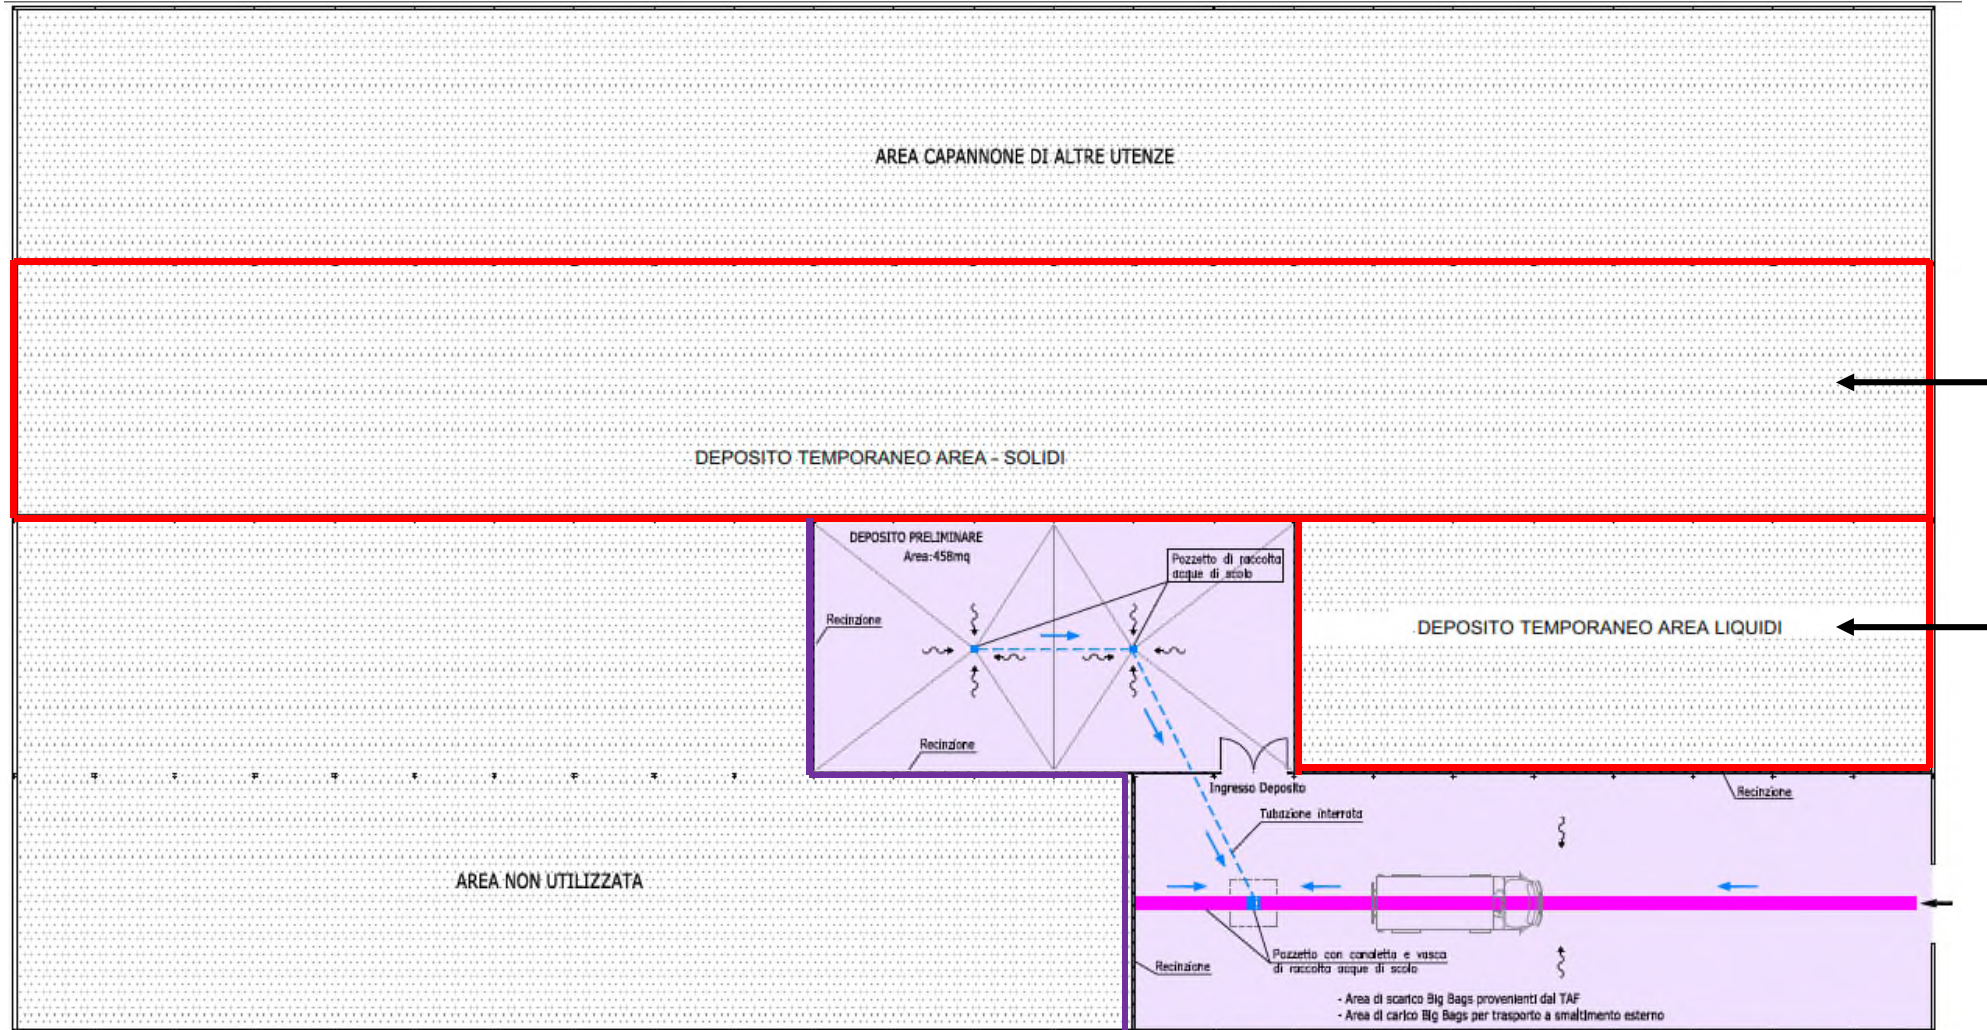 AREA CAPANNONE DI ALTRE UTENZE
DEPOSITO TEMPORANEO AREA - SOLIDI
DEPOSITO PRELIMINARE
Area:458mq
Pozzetto di raccolta
acque di scolo
Recinzione
DEPOSITO TEMPORANEO AREA LIQUIDI
Recinzione
Ingresso Deposito
Recinzione
Tubazione interrata
AREA NON UTILIZZATA
Pozzetto con canaletta e vasca
di raccolta acque di scolo
Recinzione
- Area di scarico Big Bags provenienti dal TAF
- Area di carico Big Bags per trasporto a smaltimento esterno